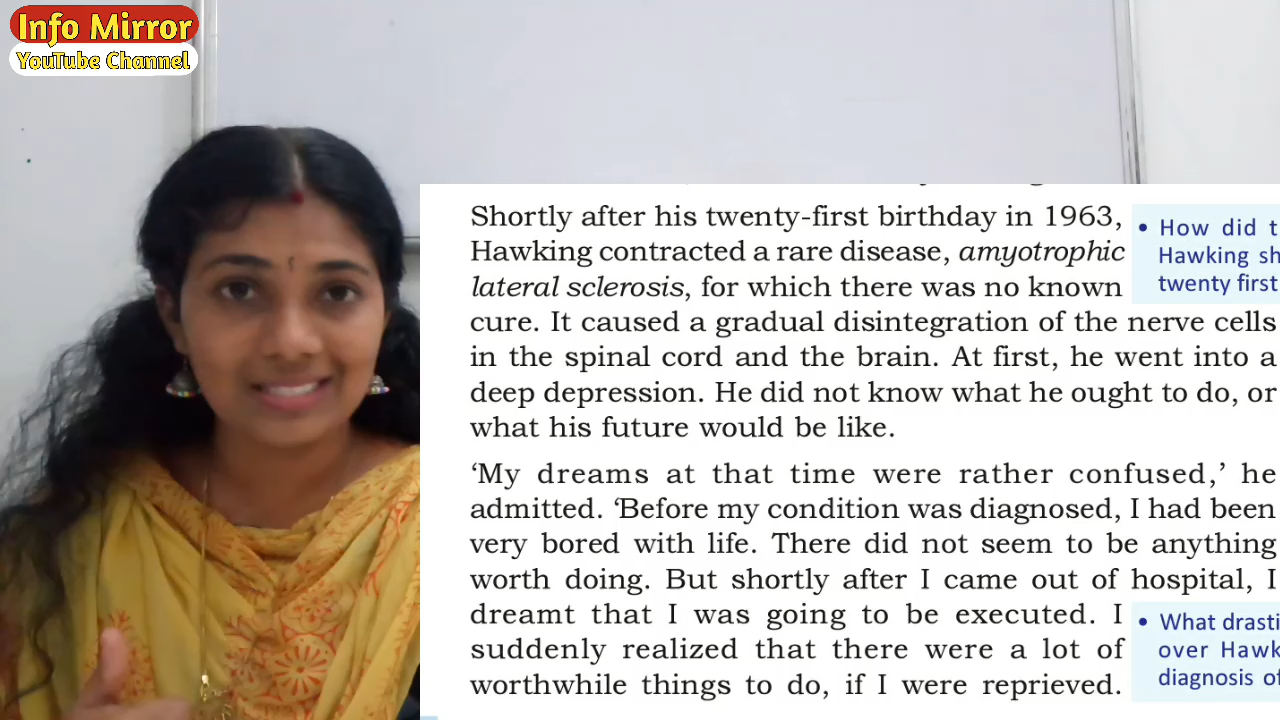 Info Mirror
YouTube Channel
Shortly after his twenty-first birthday in 1963,
Hawking contracted a rare disease, amyotrophic
lateral sclerosis, for which there was no known
cure. It caused a gradual disintegration of the nerve cells
in the spinal cord and the brain. At first, he went into a
deep depression. He did not know what he ought to do, or
what his future would be like.
‘My dreams at that time were rather confused,’ he
admitted. ‘Before my condition was diagnosed, I had been
very bored with life. There did not seem to be anything
worth doing. But shortly after I came out of hospital, I
dreamt that I was going to be executed. I
suddenly realized that there were a lot of
worthwhile things to do, if I were reprieved.
• How did t
Hawking sh
twenty first
• What drasti
over Hawk
diagnosis of